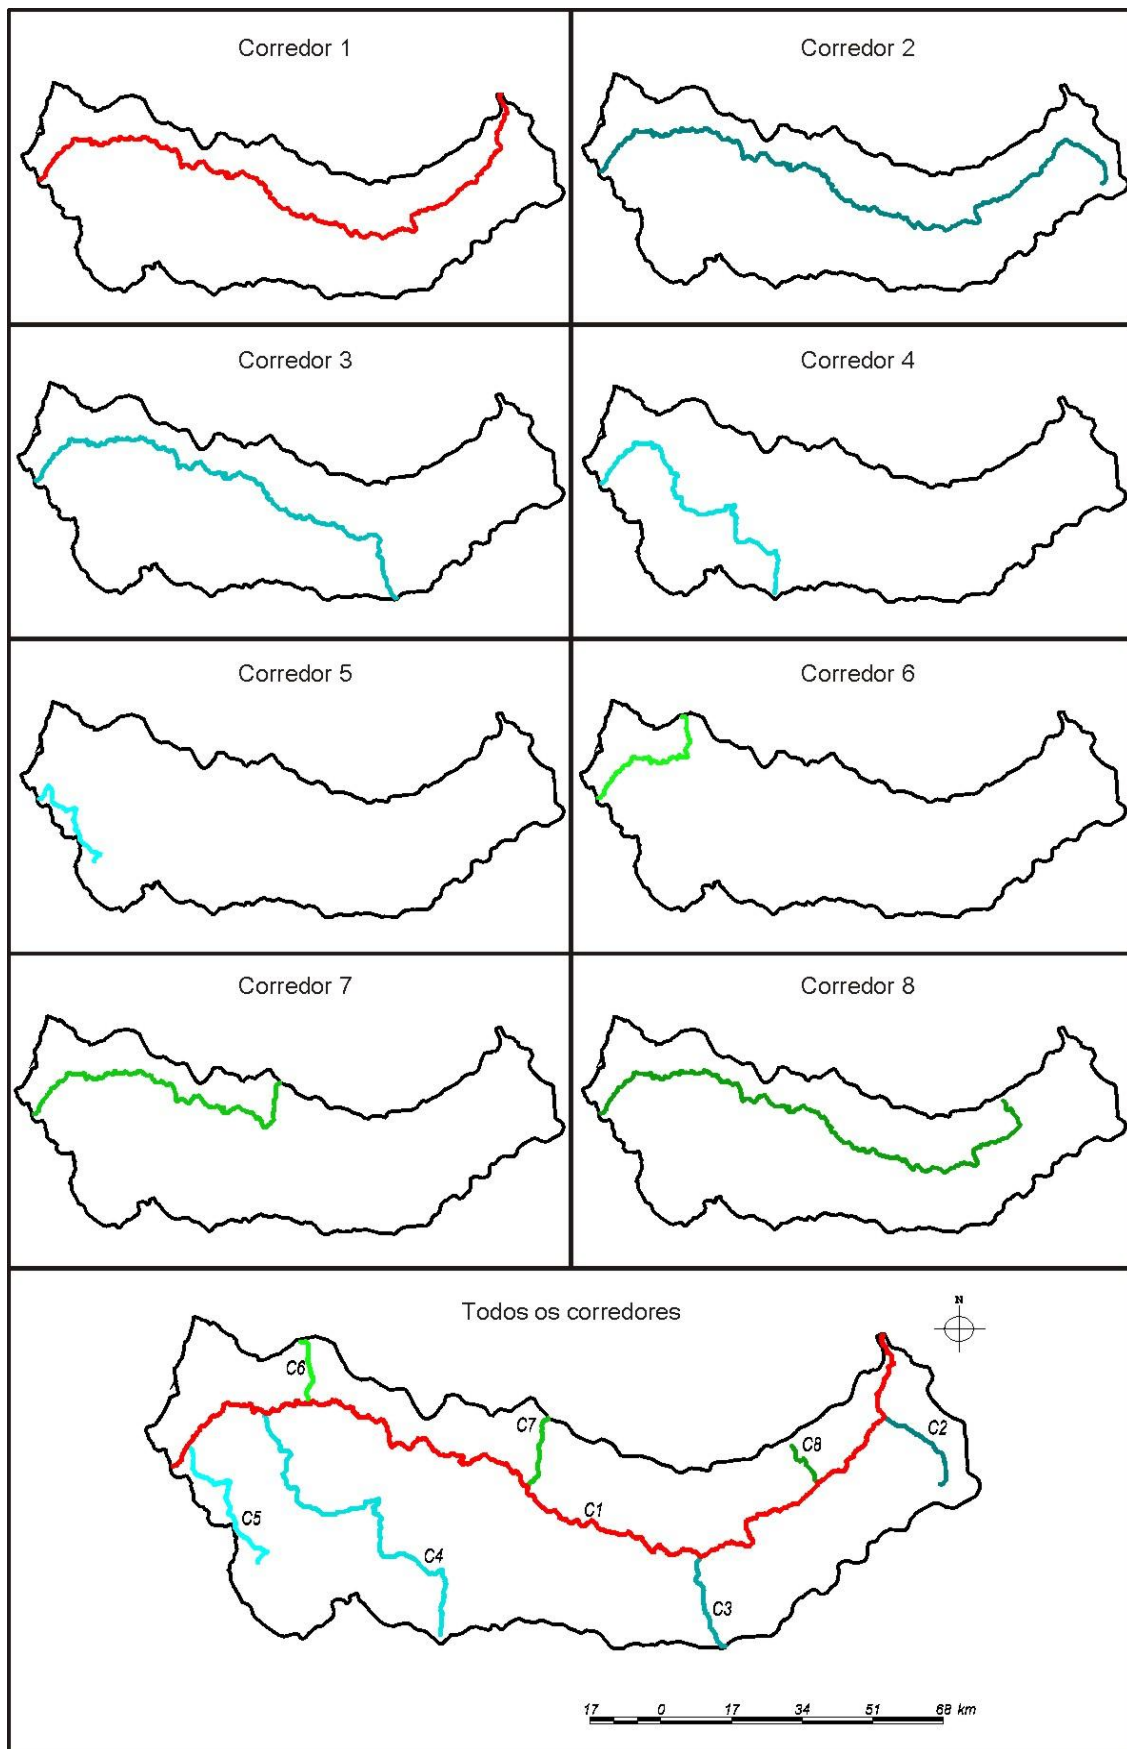 Corredor 1
Corredor 2
Corredor 3
Corredor 4
Corredor 5
Corredor 6
Corredor 7
Corredor 8
Todos os corredores
N
C6
C7
C8
C2
C1
C5
C4
C3
17 0 17 34 51 68 km